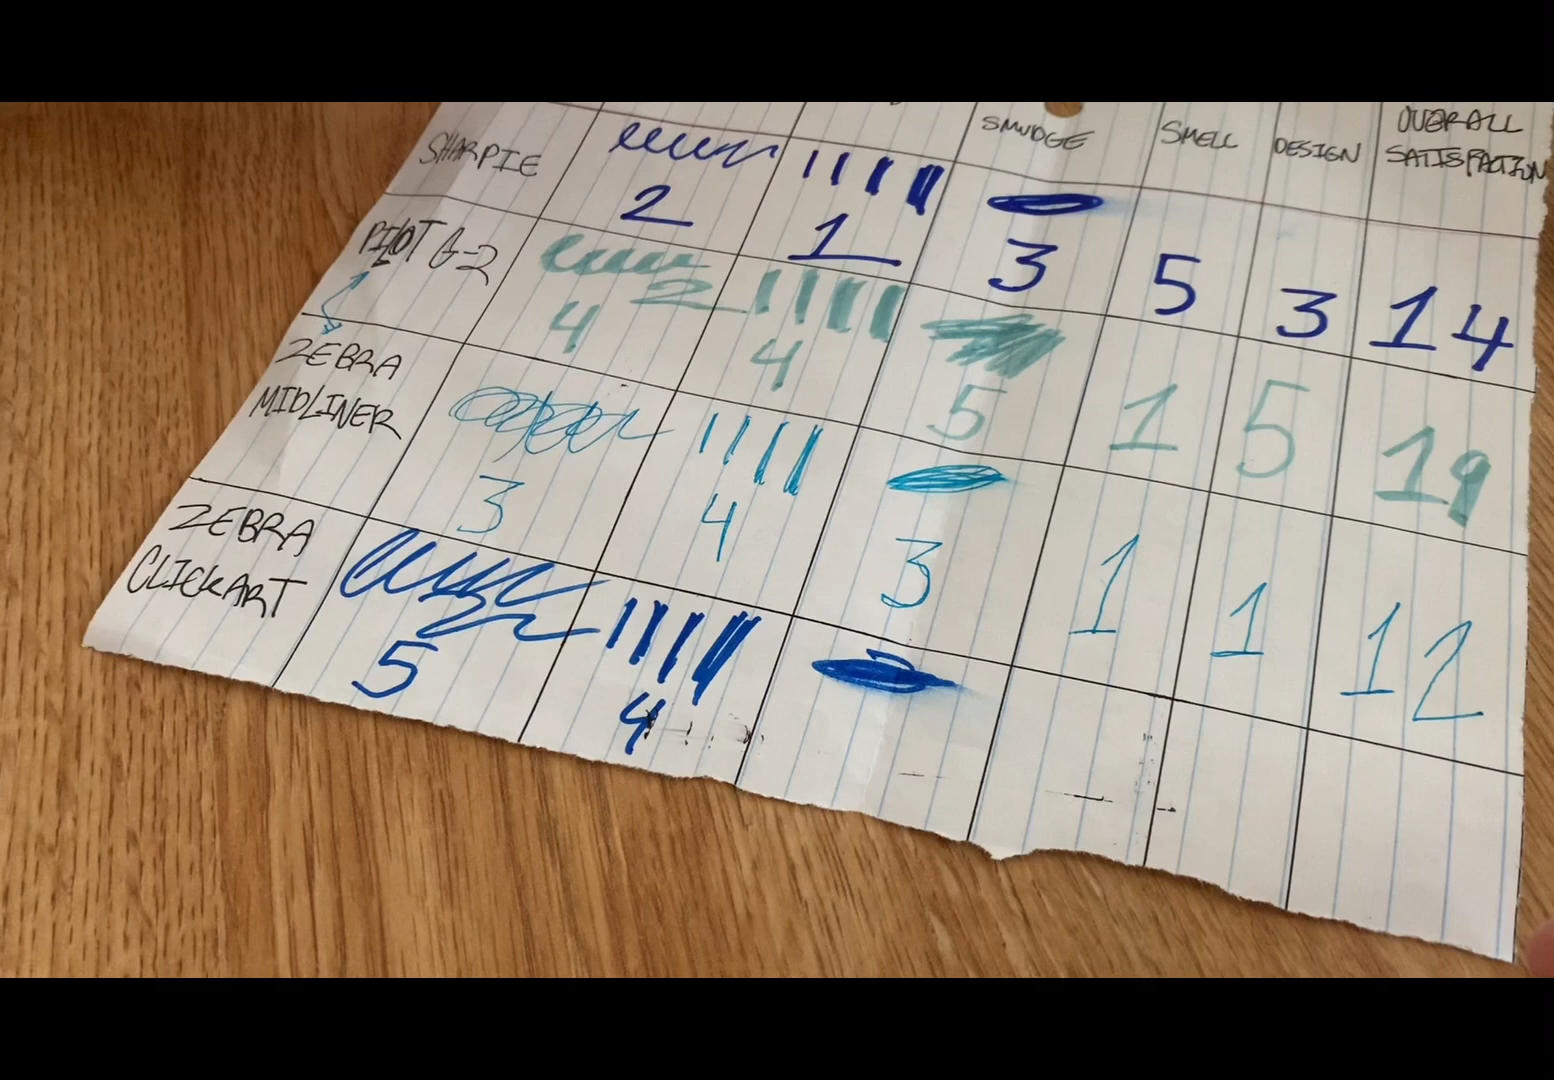 SMUDGE SMELL DESIGN OVERALL
SATISFACTION
SHARPIE
2 1 3 5 3 14
PILOT G-2
2
4 4 5 1 5 19
ZEBRA
MIDLINER
3 4 3 1 1 12
ZEBRA
CLICKART
5 4